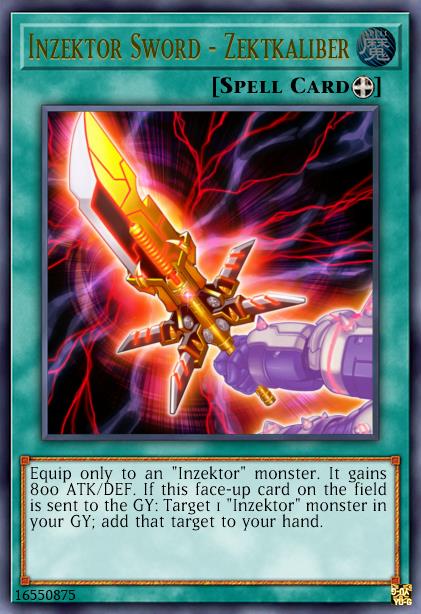 Inzektor Sword - Zektkaliber 魔
[Spell Card]
Equip only to an "Inzektor" monster. It gains
800 ATK/DEF. If this face-up card on the field
is sent to the GY: Target 1 "Inzektor" monster in
your GY; add that target to your hand.
16550875